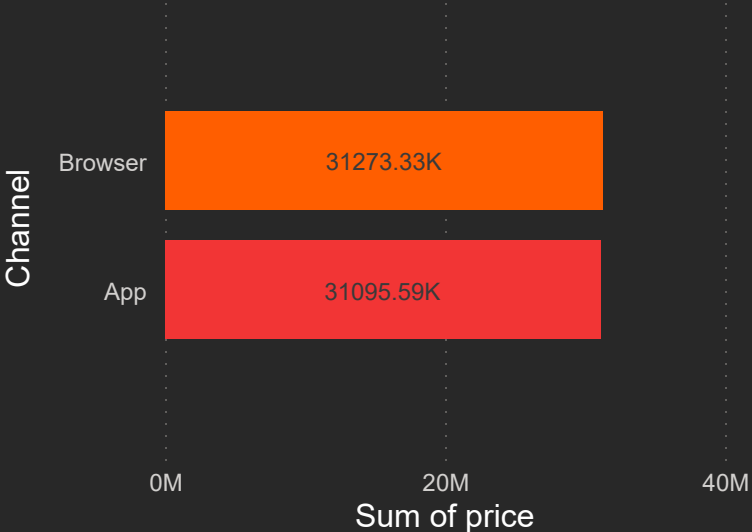 Channel
Browser
31273.33K
App
31095.59K
0M
20M
40M
Sum of price